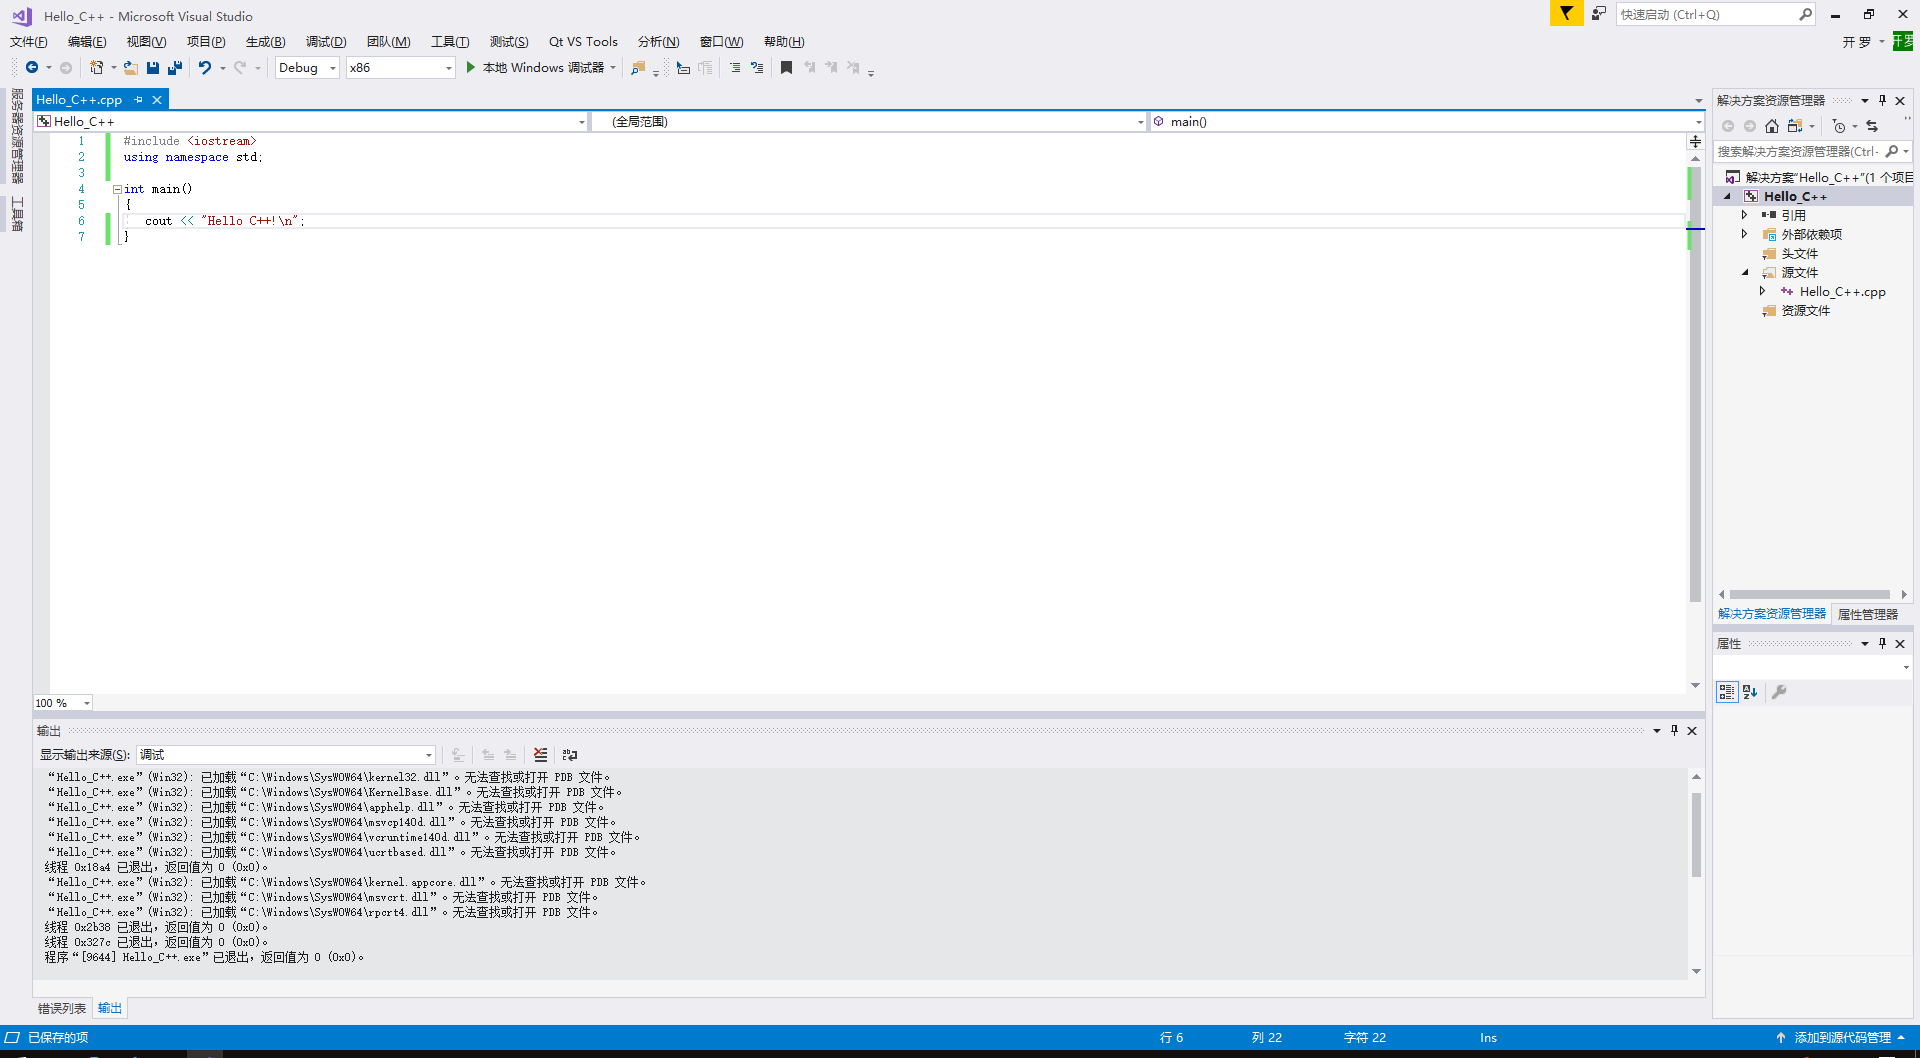 Hello_C++ - Microsoft Visual Studio
快速启动 (Ctrl+Q)
文件(F) 编辑(E) 视图(V) 项目(P) 生成(B) 调试(D) 团队(M) 工具(T) 测试(S) Qt VS Tools 分析(N) 窗口(W) 帮助(H)
开 罗
开罗
Debug x86 本地 Windows 调试器
服务器资源管理器
工具箱
Hello_C++.cpp
Hello_C++ (全局范围) main()
1 #include <iostream>
2 using namespace std;
3
4 int main()
5 {
6 cout << "Hello C++!\n";
7 }
100 %
输出
显示输出来源(S): 调试
“Hello_C++.exe”(Win32): 已加载“C:\Windows\SysWOW64\kernel32.dll”。无法查找或打开 PDB 文件。
“Hello_C++.exe”(Win32): 已加载“C:\Windows\SysWOW64\KernelBase.dll”。无法查找或打开 PDB 文件。
“Hello_C++.exe”(Win32): 已加载“C:\Windows\SysWOW64\apphelp.dll”。无法查找或打开 PDB 文件。
“Hello_C++.exe”(Win32): 已加载“C:\Windows\SysWOW64\msvcp140d.dll”。无法查找或打开 PDB 文件。
“Hello_C++.exe”(Win32): 已加载“C:\Windows\SysWOW64\vcruntime140d.dll”。无法查找或打开 PDB 文件。
“Hello_C++.exe”(Win32): 已加载“C:\Windows\SysWOW64\ucrtbased.dll”。无法查找或打开 PDB 文件。
线程 0x18a4 已退出，返回值为 0 (0x0)。
“Hello_C++.exe”(Win32): 已加载“C:\Windows\SysWOW64\kernel.appcore.dll”。无法查找或打开 PDB 文件。
“Hello_C++.exe”(Win32): 已加载“C:\Windows\SysWOW64\msvcrt.dll”。无法查找或打开 PDB 文件。
“Hello_C++.exe”(Win32): 已加载“C:\Windows\SysWOW64\rpcrt4.dll”。无法查找或打开 PDB 文件。
线程 0x2b38 已退出，返回值为 0 (0x0)。
线程 0x327c 已退出，返回值为 0 (0x0)。
程序“[9644] Hello_C++.exe”已退出，返回值为 0 (0x0)。
错误列表 输出
解决方案资源管理器
搜索解决方案资源管理器(Ctrl-
解决方案"Hello_C++"(1 个项目
Hello_C++
引用
外部依赖项
头文件
源文件
Hello_C++.cpp
资源文件
解决方案资源管理器 属性管理器
属性
已保存的项 行 6 列 22 字符 22 Ins 添加到源代码管理